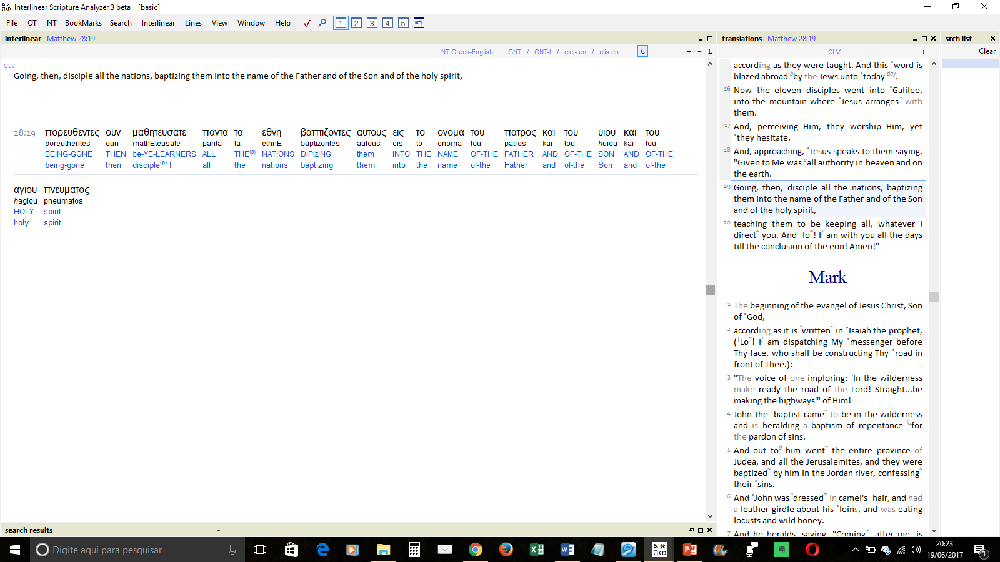 Interlinear Scripture Analyzer 3 beta [basic]
File OT NT BookMarks Search Interlinear Lines View Window Help 1 2 3 4 5
interlinear Matthew 28:19
NT Greek-English : GNT / GNT-t / cles.en / clis.en C + − L
CLV
Going, then, disciple all the nations, baptizing them into the name of the Father and of the Son and of the holy spirit,
28:19 πορευθεντες ουν μαθητευσατε παντα τα εθνη βαπτιζοντες αυτους εις το ονομα του πατρος και του υιου και του
poreuthentes oun mathEteusate panta ta ethnE baptizontes autous eis to onoma tou patros kai tou huiou kai tou
BEING-GONE THEN be-YE-LEARNERS ALL THE(p) NATIONS DIPizING them INTO THE NAME OF-THE FATHER AND OF-THE SON AND OF-THE
being-gone then disciple(p) ! all the nations baptizing them into the name of-the Father and of-the Son and of-the
αγιου πνευματος
hagiou pneumatos
HOLY spirit
holy spirit
search results -
translations Matthew 28:19
CLV + −
according as they were taught. And this °word is
blazed abroad b by the Jews unto °today day.
16 Now the eleven disciples went into °Galilee,
into the mountain where °Jesus arranges~ with
them.
17 And, perceiving Him, they worship Him, yet
°they hesitate.
18 And, approaching, °Jesus speaks to them saying,
"Given to Me was e all authority in heaven and on
the earth.
19 Going, then, disciple all the nations, baptizing
them into the name of the Father and of the Son
and of the holy spirit,
20 teaching them to be keeping all, whatever I
direct~ you. And |lo~! I/ am with you all the days
till the conclusion of the eon! Amen!"
Mark
1 The beginning of the evangel of Jesus Christ, Son
of °God,
2 according as it is °written~ in °Isaiah the prophet,
(|Lo~! I/ am dispatching My °messenger before
Thy face, who shall be constructing Thy °road in
front of Thee.):
3 "The voice of one imploring: `In the wilderness
make ready the road of the Lord! Straight...be
making the highways'" of Him!
4 John the |baptist came~ to be in the wilderness
and is heralding a baptism of repentance io for
the pardon of sins.
5 And out to d him went~ the entire province of
Judea, and all the Jerusalemites, and they were
baptized~ by him in the Jordan river, confessing~
their °sins.
6 And °John was °dressed~ in camel's =hair, and had
a leather girdle about his °loins, and was eating
locusts and wild honey.
7 And he heralds, saying, "Coming~ after me is
srch list
Clear
Digite aqui para pesquisar
20:23
19/06/2017
1